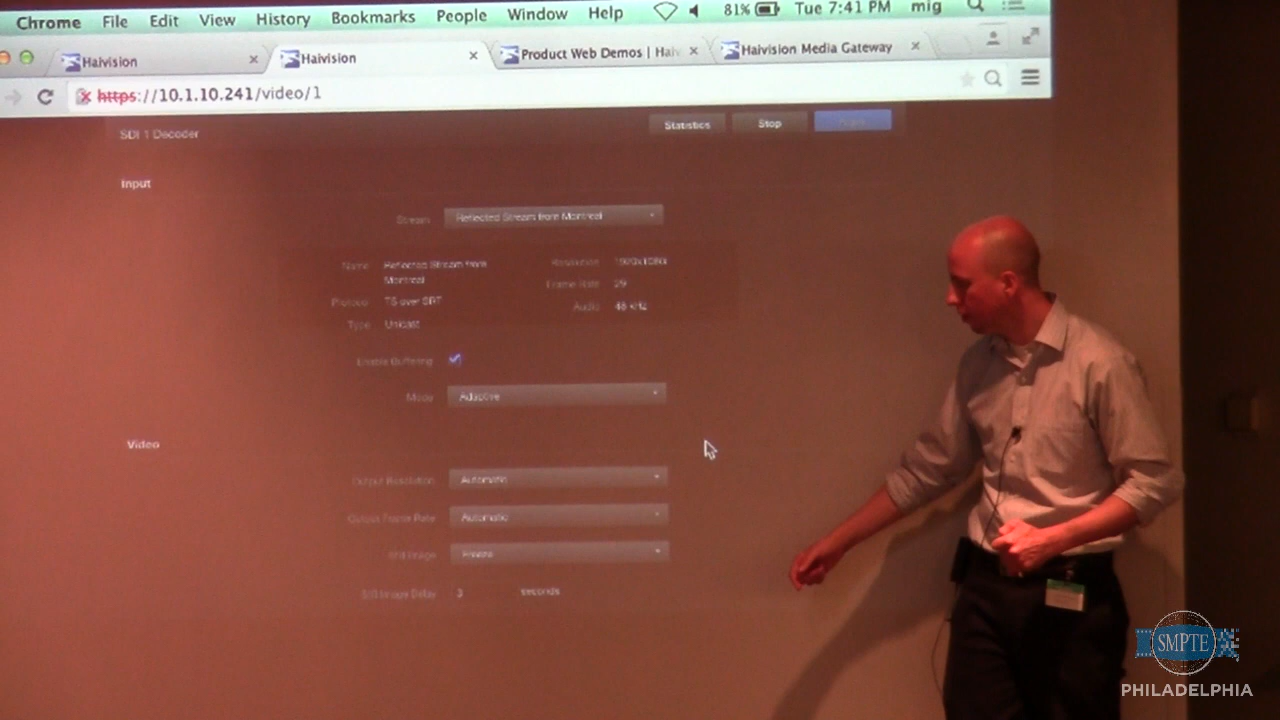 Chrome File Edit View History Bookmarks People Window Help 81% Tue 7:41 PM mig
Haivision Haivision Product Web Demos | Haiv Haivision Media Gateway
https://10.1.10.241/video/1
SDI 1 Decoder Statistics Stop
Input
Stream Reflected Stream from Montreal
Name Reflected Stream from Montreal Resolution 1920x1080
Frame Rate 29
Protocol TS over SRT Audio 48 kHz
Type Unicast
Enable Buffering
Mode Adaptive
Video
Output Resolution Automatic
Output Frame Rate Automatic
Still Image Freeze
Still Image Delay 3 seconds
SMPTE
PHILADELPHIA